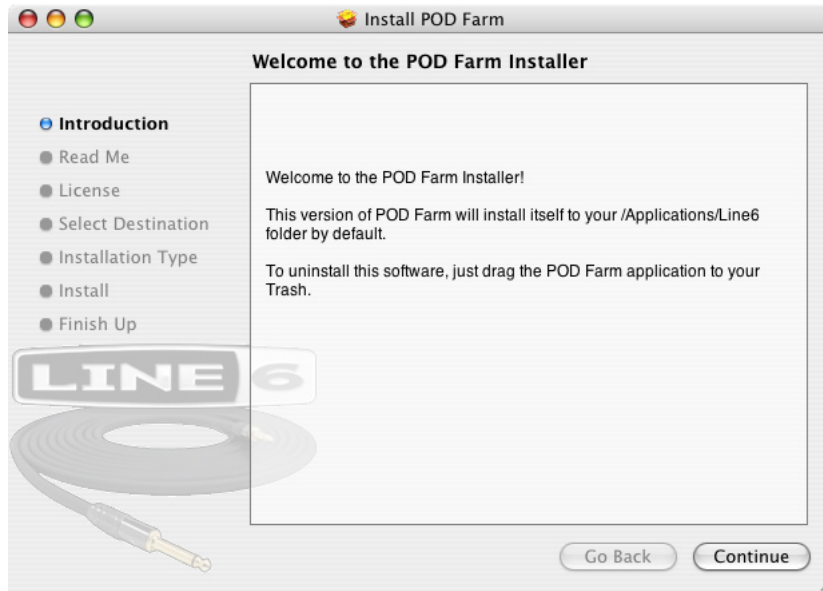 Install POD Farm
Welcome to the POD Farm Installer
Introduction
Read Me
License
Select Destination
Installation Type
Install
Finish Up
Welcome to the POD Farm Installer!
This version of POD Farm will install itself to your /Applications/Line6
folder by default.
To uninstall this software, just drag the POD Farm application to your
Trash.
LINE 6
Go Back
Continue